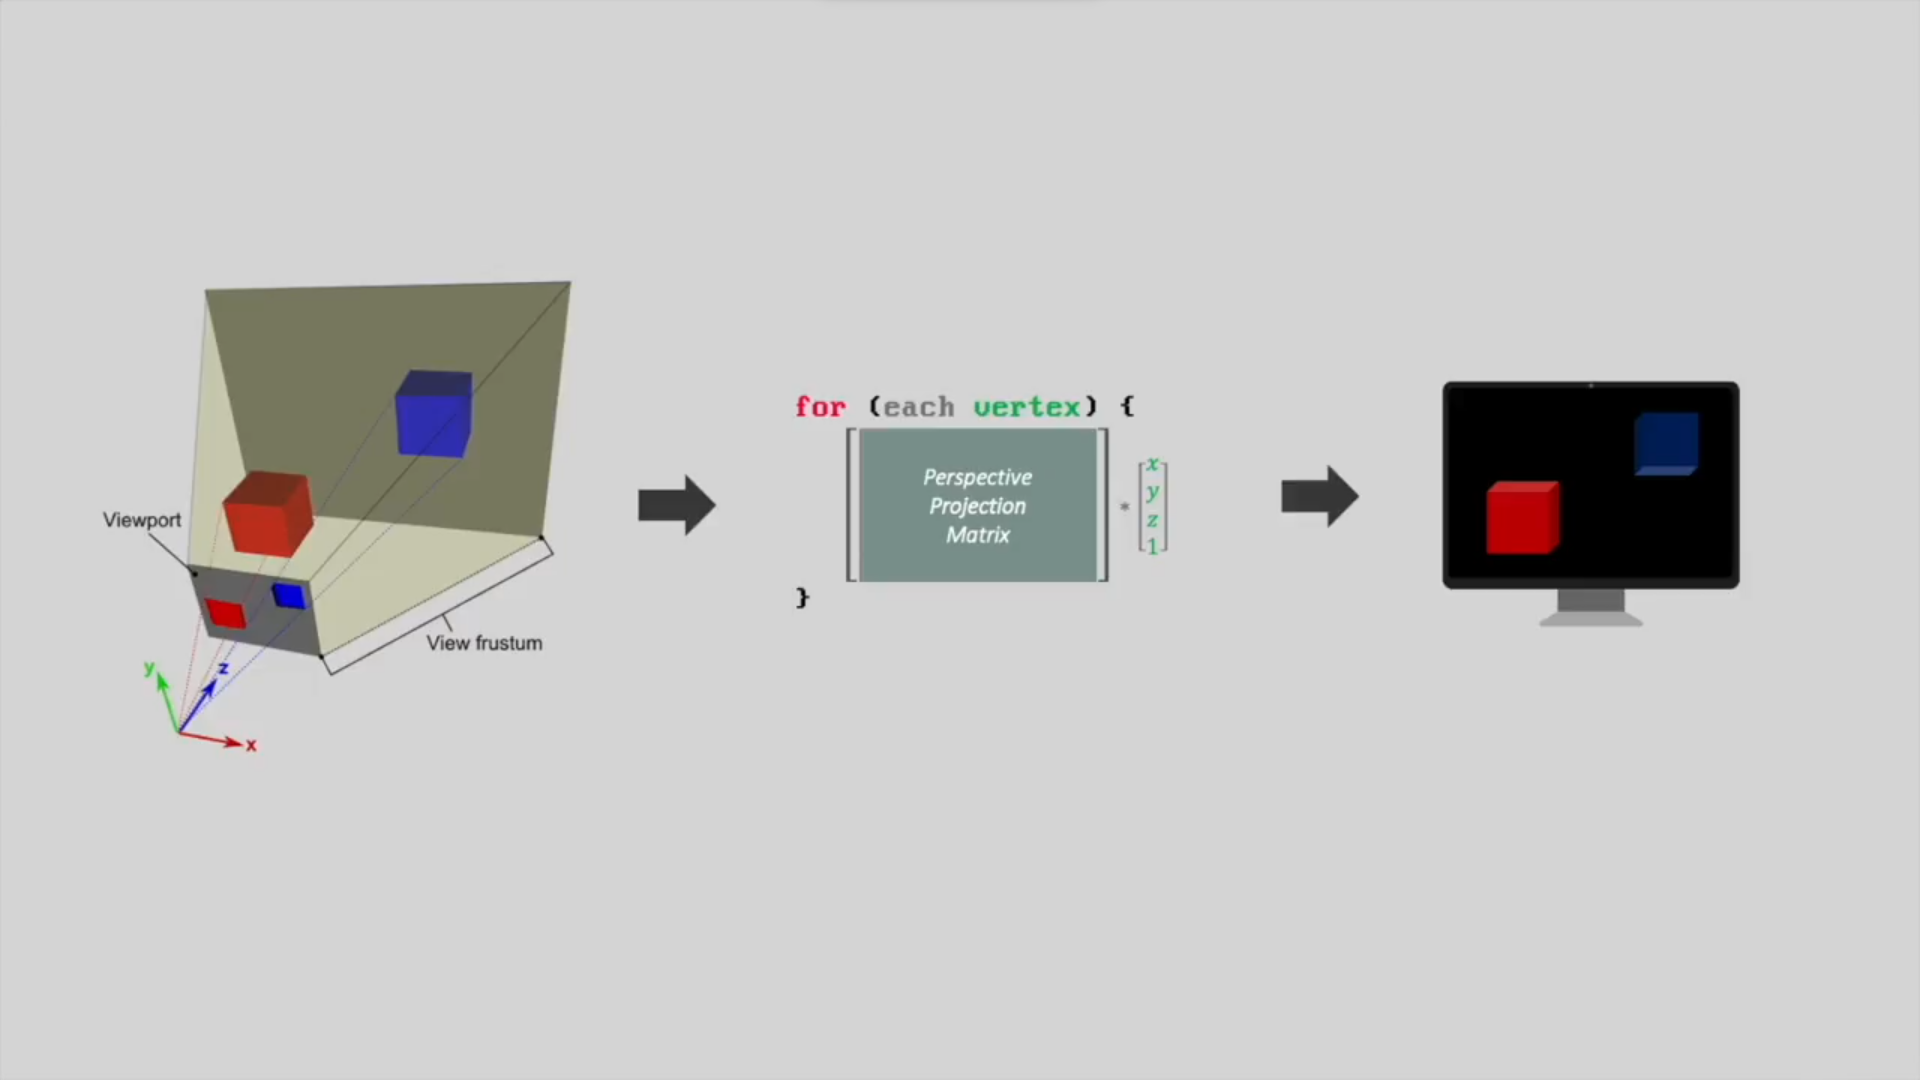 Viewport
View frustum
y
z
x
for (each vertex) {
Perspective
Projection
Matrix
*
x
y
z
1
}